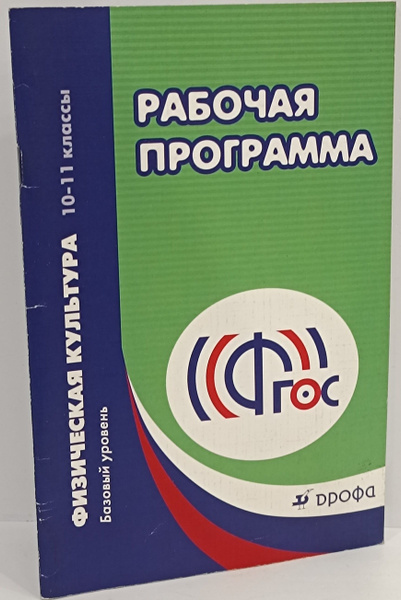 РАБОЧАЯ
ПРОГРАММА
ФИЗИЧЕСКАЯ КУЛЬТУРА 10-11 классы
Базовый уровень
ФГОС
дрофа